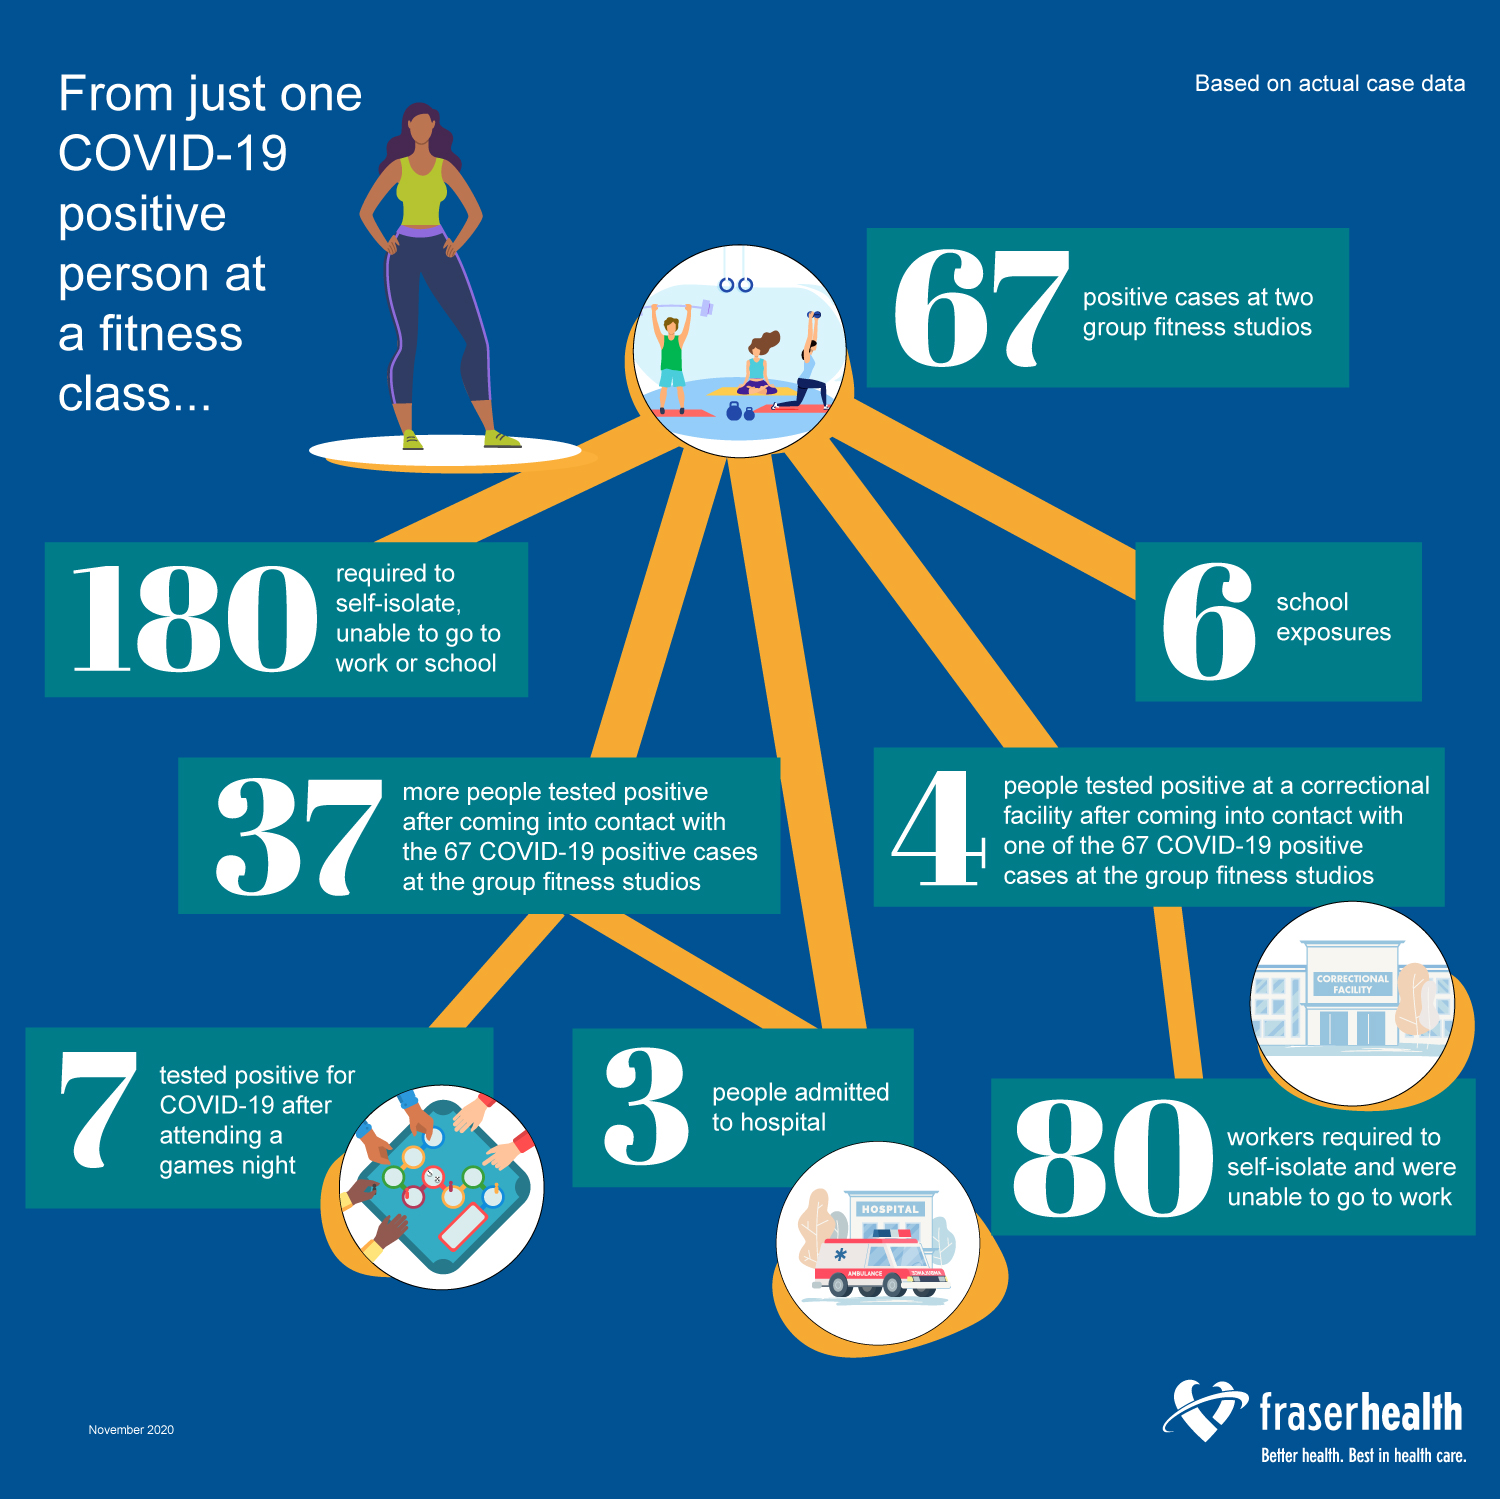 From just one
COVID-19
positive
person at
a fitness
class...
Based on actual case data
67
positive cases at two
group fitness studios
180
required to
self-isolate,
unable to go to
work or school
6
school
exposures
37
more people tested positive
after coming into contact with
the 67 COVID-19 positive cases
at the group fitness studios
4
people tested positive at a correctional
facility after coming into contact with
one of the 67 COVID-19 positive
cases at the group fitness studios
CORRECTIONAL
FACILITY
7
tested positive for
COVID-19 after
attending a
games night
3
people admitted
to hospital
HOSPITAL
AMBULANCE
80
workers required to
self-isolate and were
unable to go to work
November 2020
fraserhealth
Better health. Best in health care.